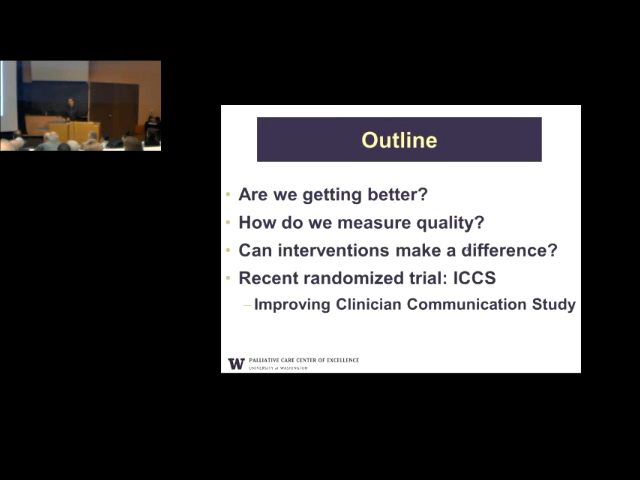 Outline
Are we getting better?
How do we measure quality?
Can interventions make a difference?
Recent randomized trial: ICCS
– Improving Clinician Communication Study
W PALLIATIVE CARE CENTER OF EXCELLENCE
UNIVERSITY of WASHINGTON